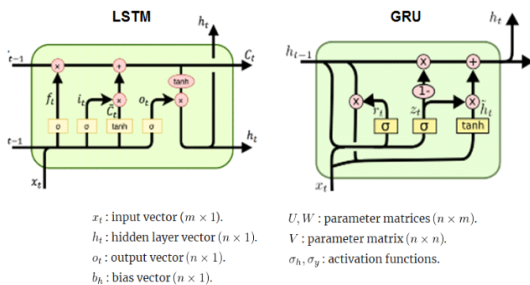 LSTM
GRU
h_t
h_t
C_t
t-1
h_{t-1}
× + tanh
× 1- +
f_t i_t C̃_t o_t × ×
× r_t z_t × h̃_t
σ σ tanh σ
σ σ tanh
t-1
h_t
x_t
x_t
x_t : input vector (m × 1).
h_t : hidden layer vector (n × 1).
o_t : output vector (n × 1).
b_h : bias vector (n × 1).
U, W : parameter matrices (n × m).
V : parameter matrix (n × n).
σ_h, σ_y : activation functions.